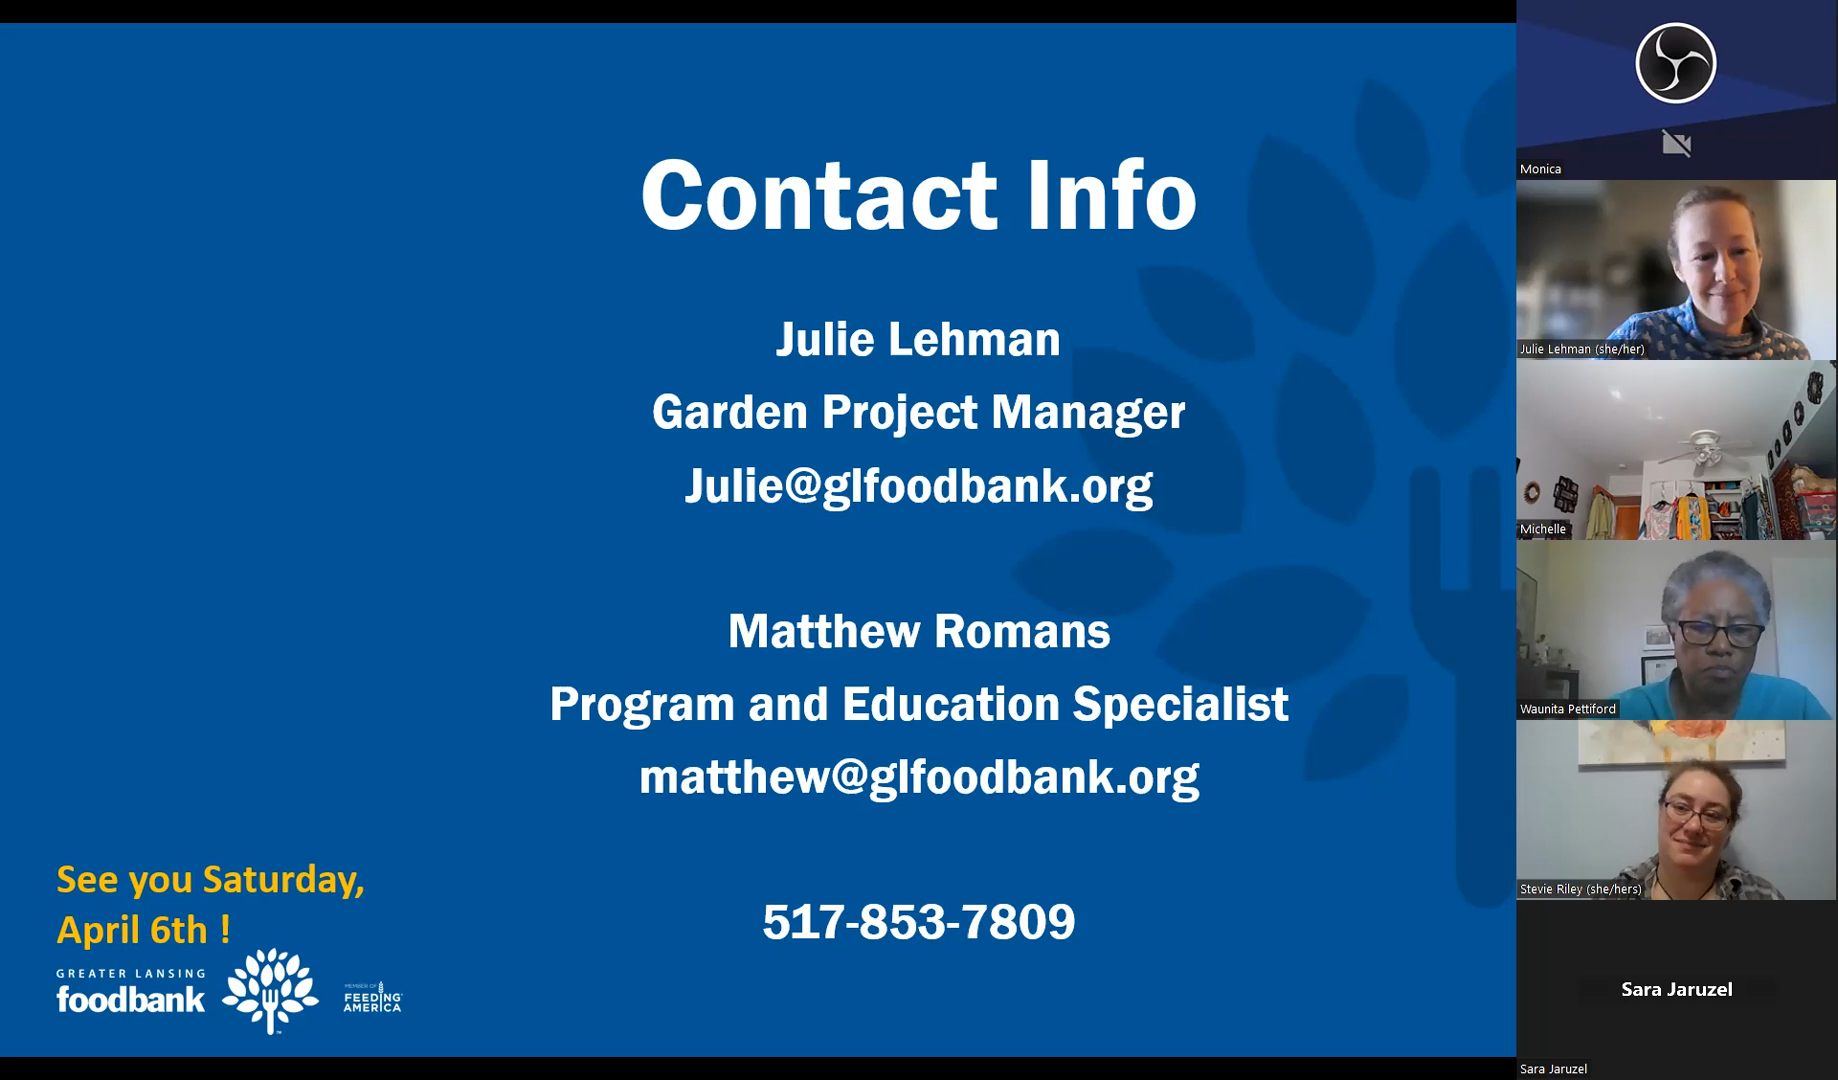 Contact Info
Julie Lehman
Garden Project Manager
Julie@glfoodbank.org
Matthew Romans
Program and Education Specialist
matthew@glfoodbank.org
517-853-7809
See you Saturday,
April 6th !
GREATER LANSING
foodbank
MEMBER OF
FEEDING
AMERICA
Monica
Julie Lehman (she/her)
Michelle
Waunita Pettiford
Stevie Riley (she/hers)
Sara Jaruzel
Sara Jaruzel